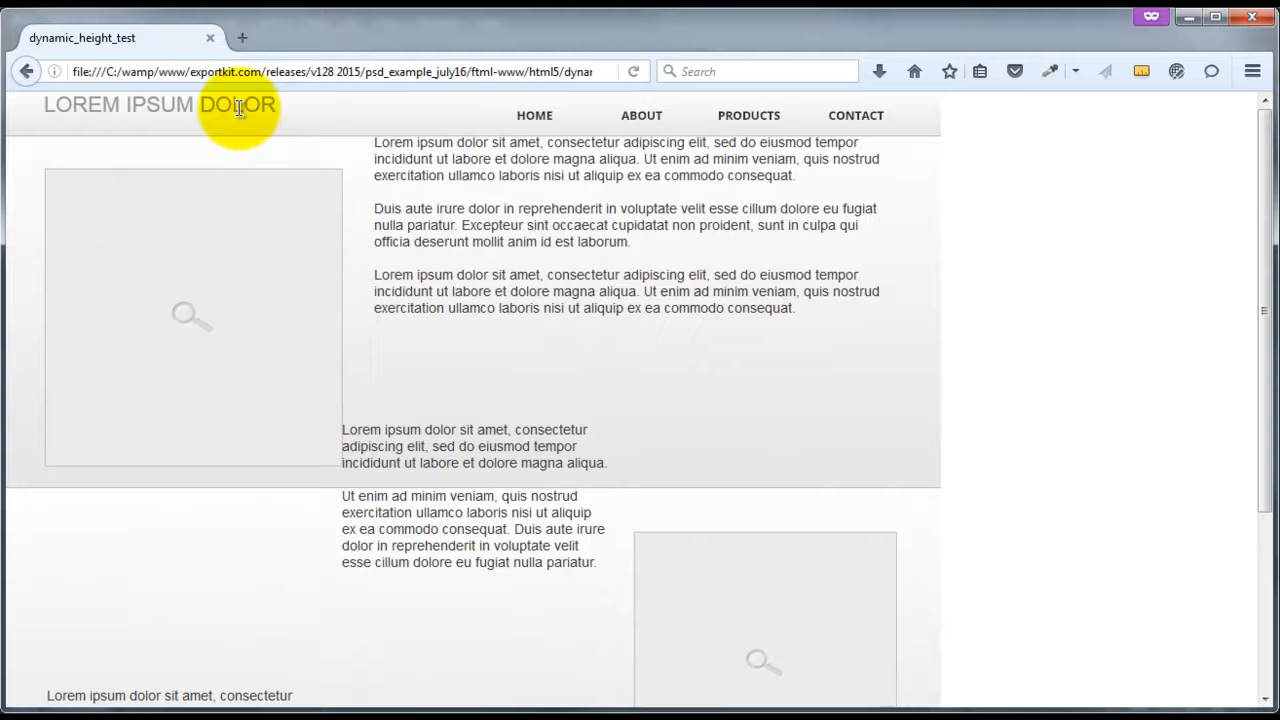 dynamic_height_test
file:///C:/wamp/www/exportkit.com/releases/v128 2015/psd_example_july16/ftml-www/html5/dynar
Search
LOREM IPSUM DOLOR
HOME
ABOUT
PRODUCTS
CONTACT
Lorem ipsum dolor sit amet, consectetur adipiscing elit, sed do eiusmod tempor
incididunt ut labore et dolore magna aliqua. Ut enim ad minim veniam, quis nostrud
exercitation ullamco laboris nisi ut aliquip ex ea commodo consequat.
Duis aute irure dolor in reprehenderit in voluptate velit esse cillum dolore eu fugiat
nulla pariatur. Excepteur sint occaecat cupidatat non proident, sunt in culpa qui
officia deserunt mollit anim id est laborum.
Lorem ipsum dolor sit amet, consectetur adipiscing elit, sed do eiusmod tempor
incididunt ut labore et dolore magna aliqua. Ut enim ad minim veniam, quis nostrud
exercitation ullamco laboris nisi ut aliquip ex ea commodo consequat.
Lorem ipsum dolor sit amet, consectetur
adipiscing elit, sed do eiusmod tempor
incididunt ut labore et dolore magna aliqua.
Ut enim ad minim veniam, quis nostrud
exercitation ullamco laboris nisi ut aliquip
ex ea commodo consequat. Duis aute irure
dolor in reprehenderit in voluptate velit
esse cillum dolore eu fugiat nulla pariatur.
Lorem ipsum dolor sit amet, consectetur